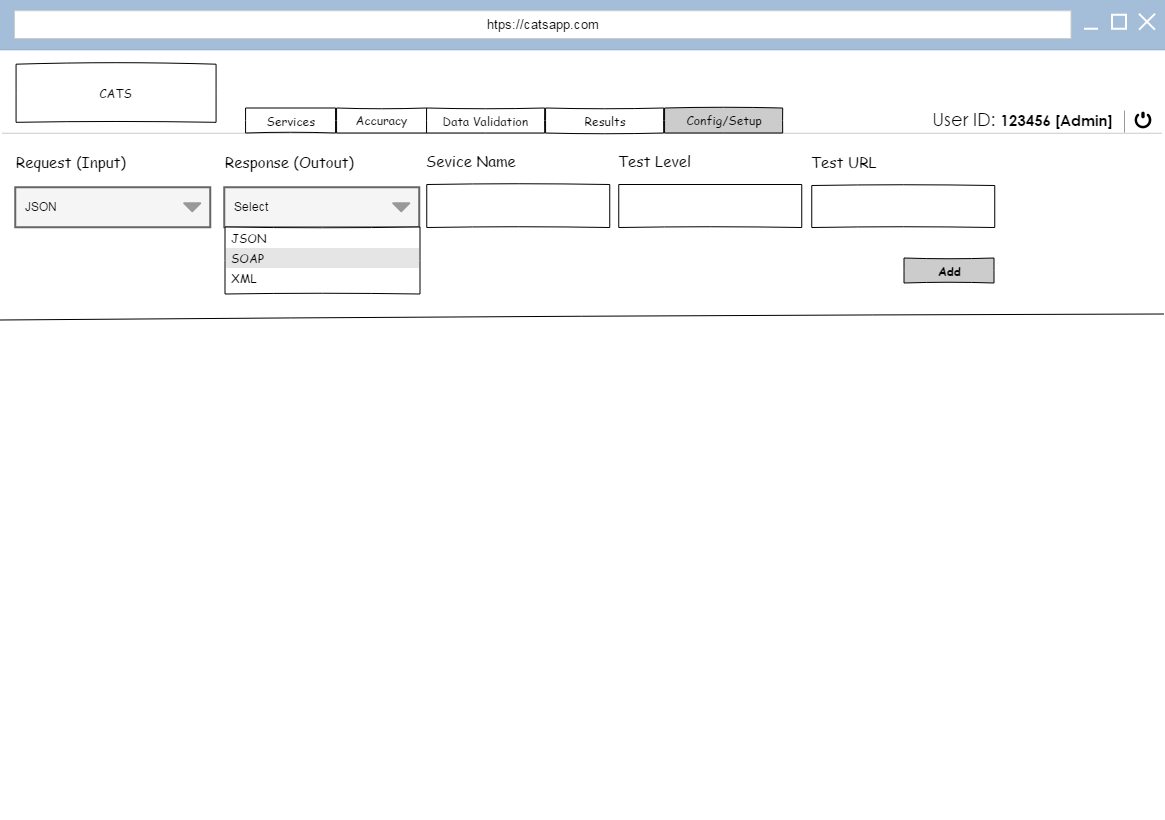 htps://catsapp.com
CATS
Services Accuracy Data Validation Results Config/Setup User ID: 123456 [Admin]
Request (Input) Response (Outout) Sevice Name Test Level Test URL
JSON Select
JSON
SOAP
XML
Add